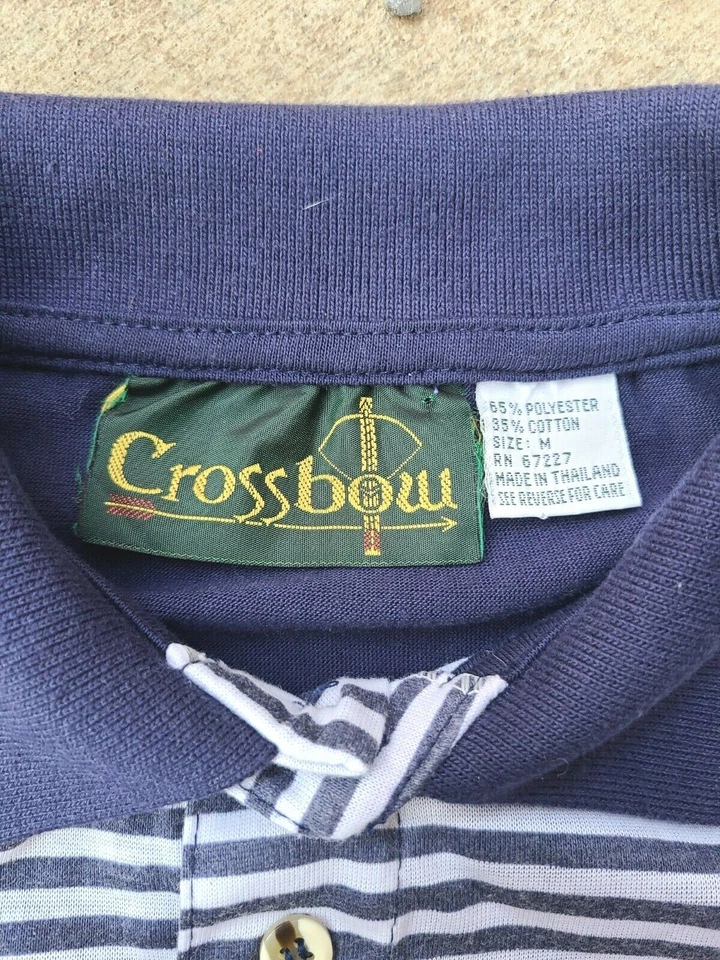 Crossbow
65% POLYESTER
35% COTTON
SIZE: M
RN 67227
MADE IN THAILAND
SEE REVERSE FOR CARE